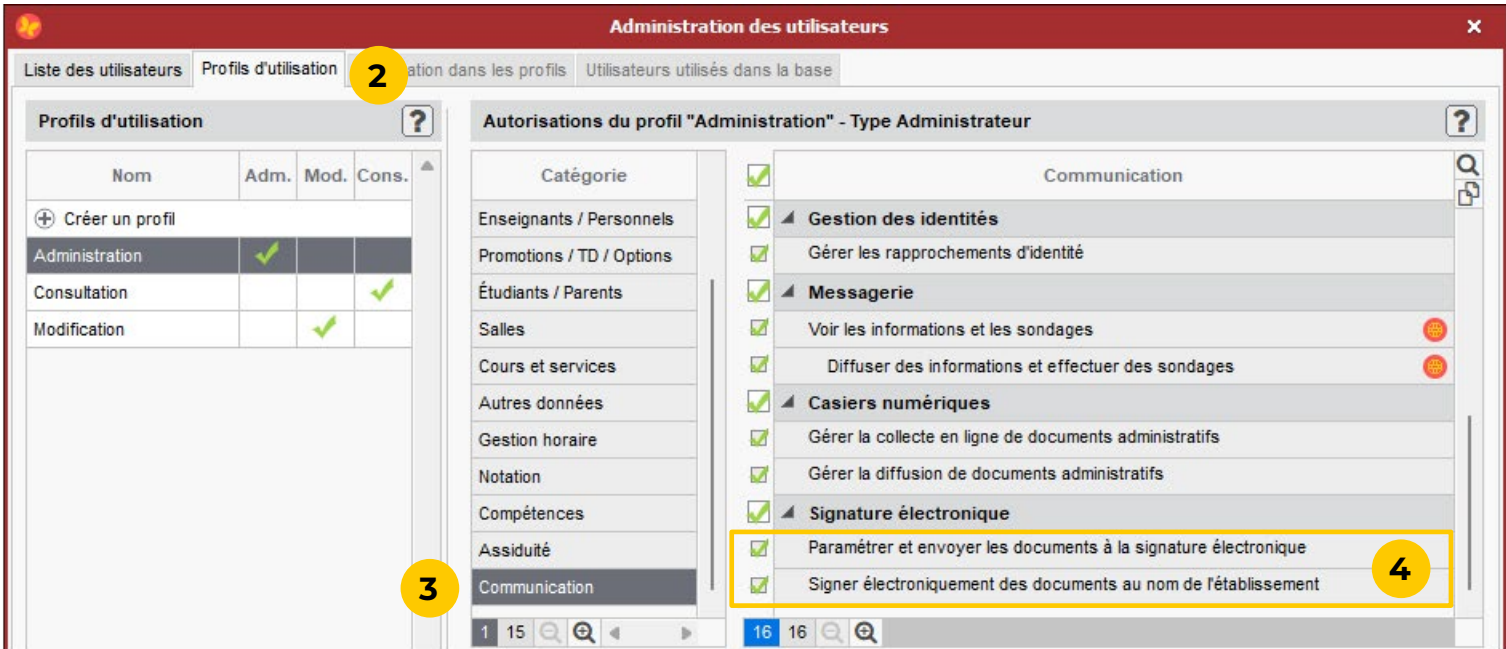 Administration des utilisateurs
Liste des utilisateurs Profils d'utilisation 2 dans les profils Utilisateurs utilisés dans la base
Profils d'utilisation ?
Nom Adm. Mod. Cons.
Créer un profil
Administration
Consultation
Modification
Autorisations du profil "Administration" - Type Administrateur ?
Catégorie
Enseignants / Personnels
Promotions / TD / Options
Étudiants / Parents
Salles
Cours et services
Autres données
Gestion horaire
Notation
Compétences
Assiduité
3 Communication
1 15
Communication
Gestion des identités
Gérer les rapprochements d'identité
Messagerie
Voir les informations et les sondages
Diffuser des informations et effectuer des sondages
Casiers numériques
Gérer la collecte en ligne de documents administratifs
Gérer la diffusion de documents administratifs
Signature électronique
Paramétrer et envoyer les documents à la signature électronique
Signer électroniquement des documents au nom de l'établissement
4
16 16